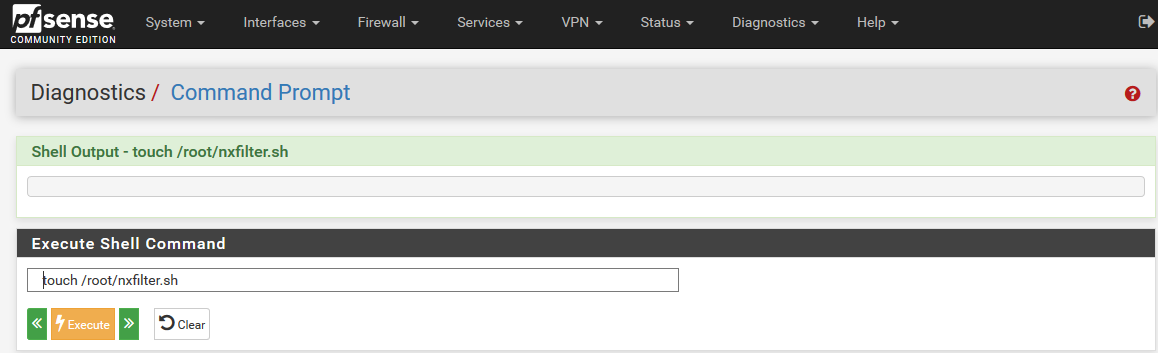 pfsense System Interfaces Firewall Services VPN Status Diagnostics Help
COMMUNITY EDITION
Diagnostics / Command Prompt
Shell Output - touch /root/nxfilter.sh
Execute Shell Command
touch /root/nxfilter.sh
Execute Clear